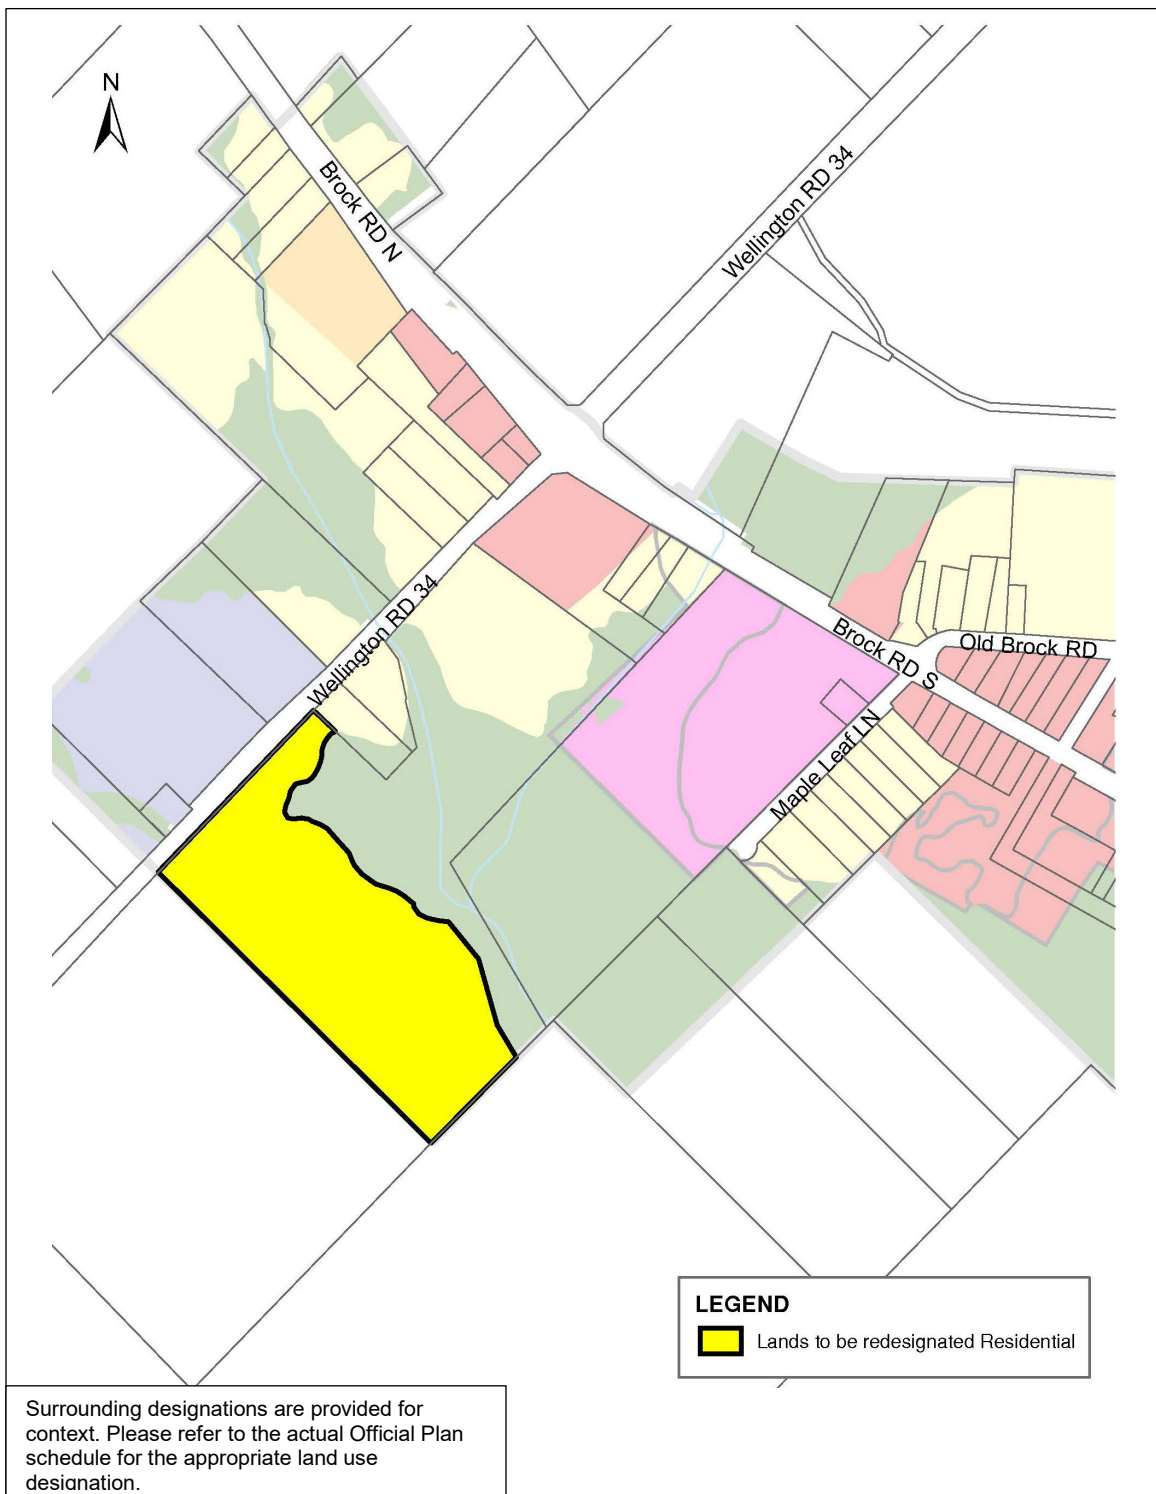 N
Brock RD N
Wellington RD 34
Wellington RD 34
Brock RD S
Old Brock RD
Maple Leaf LN
LEGEND
Lands to be redesignated Residential
Surrounding designations are provided for
context. Please refer to the actual Official Plan
schedule for the appropriate land use
designation.